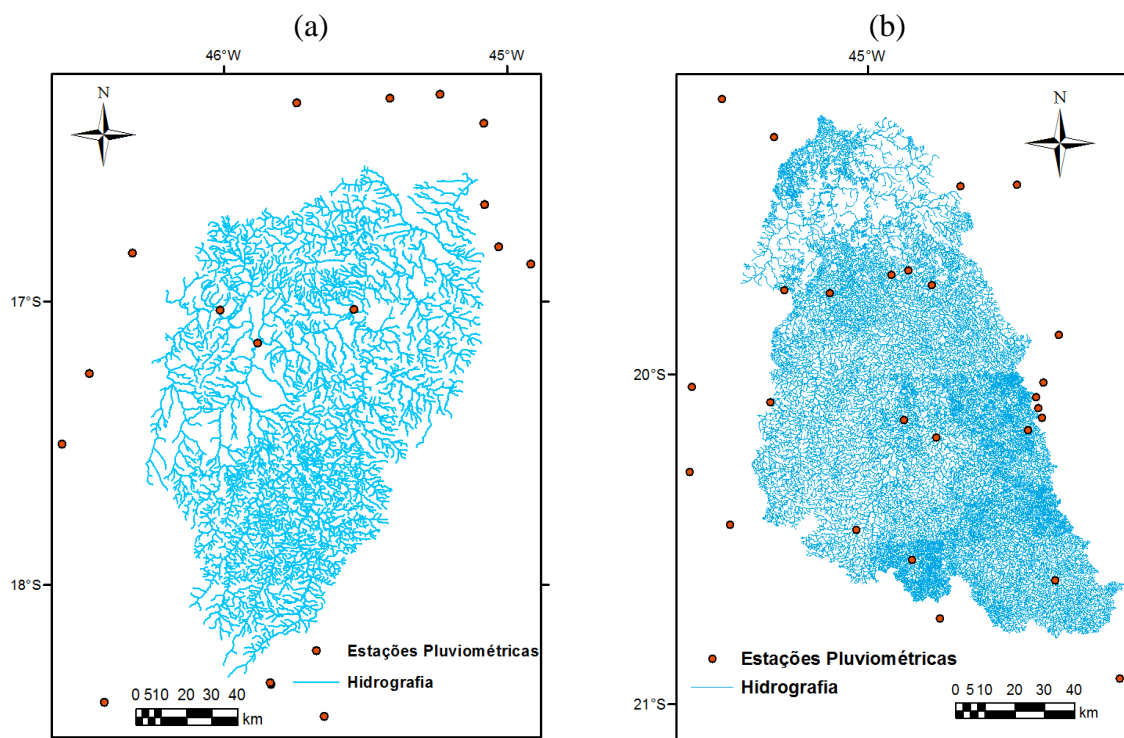 (a)
46°W
45°W
N
17°S
18°S
Estações Pluviométricas
Hidrografia
0 510 20 30 40
km
(b)
45°W
N
20°S
21°S
Estações Pluviométricas
Hidrografia
0 510 20 30 40
km